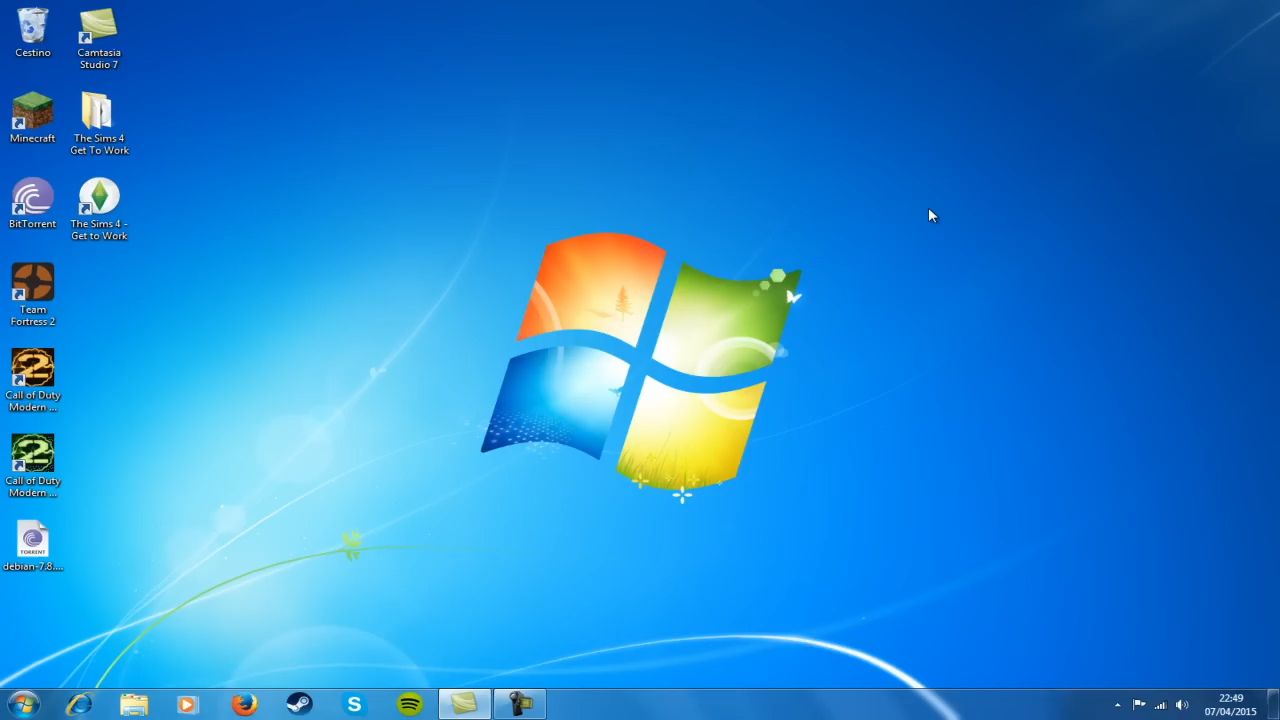 Cestino
Camtasia
Studio 7
Minecraft
The Sims 4
Get To Work
BitTorrent
The Sims 4 -
Get to Work
Team
Fortress 2
Call of Duty
Modern ...
Call of Duty
Modern ...
TORRENT
debian-7.8....
22:49
07/04/2015